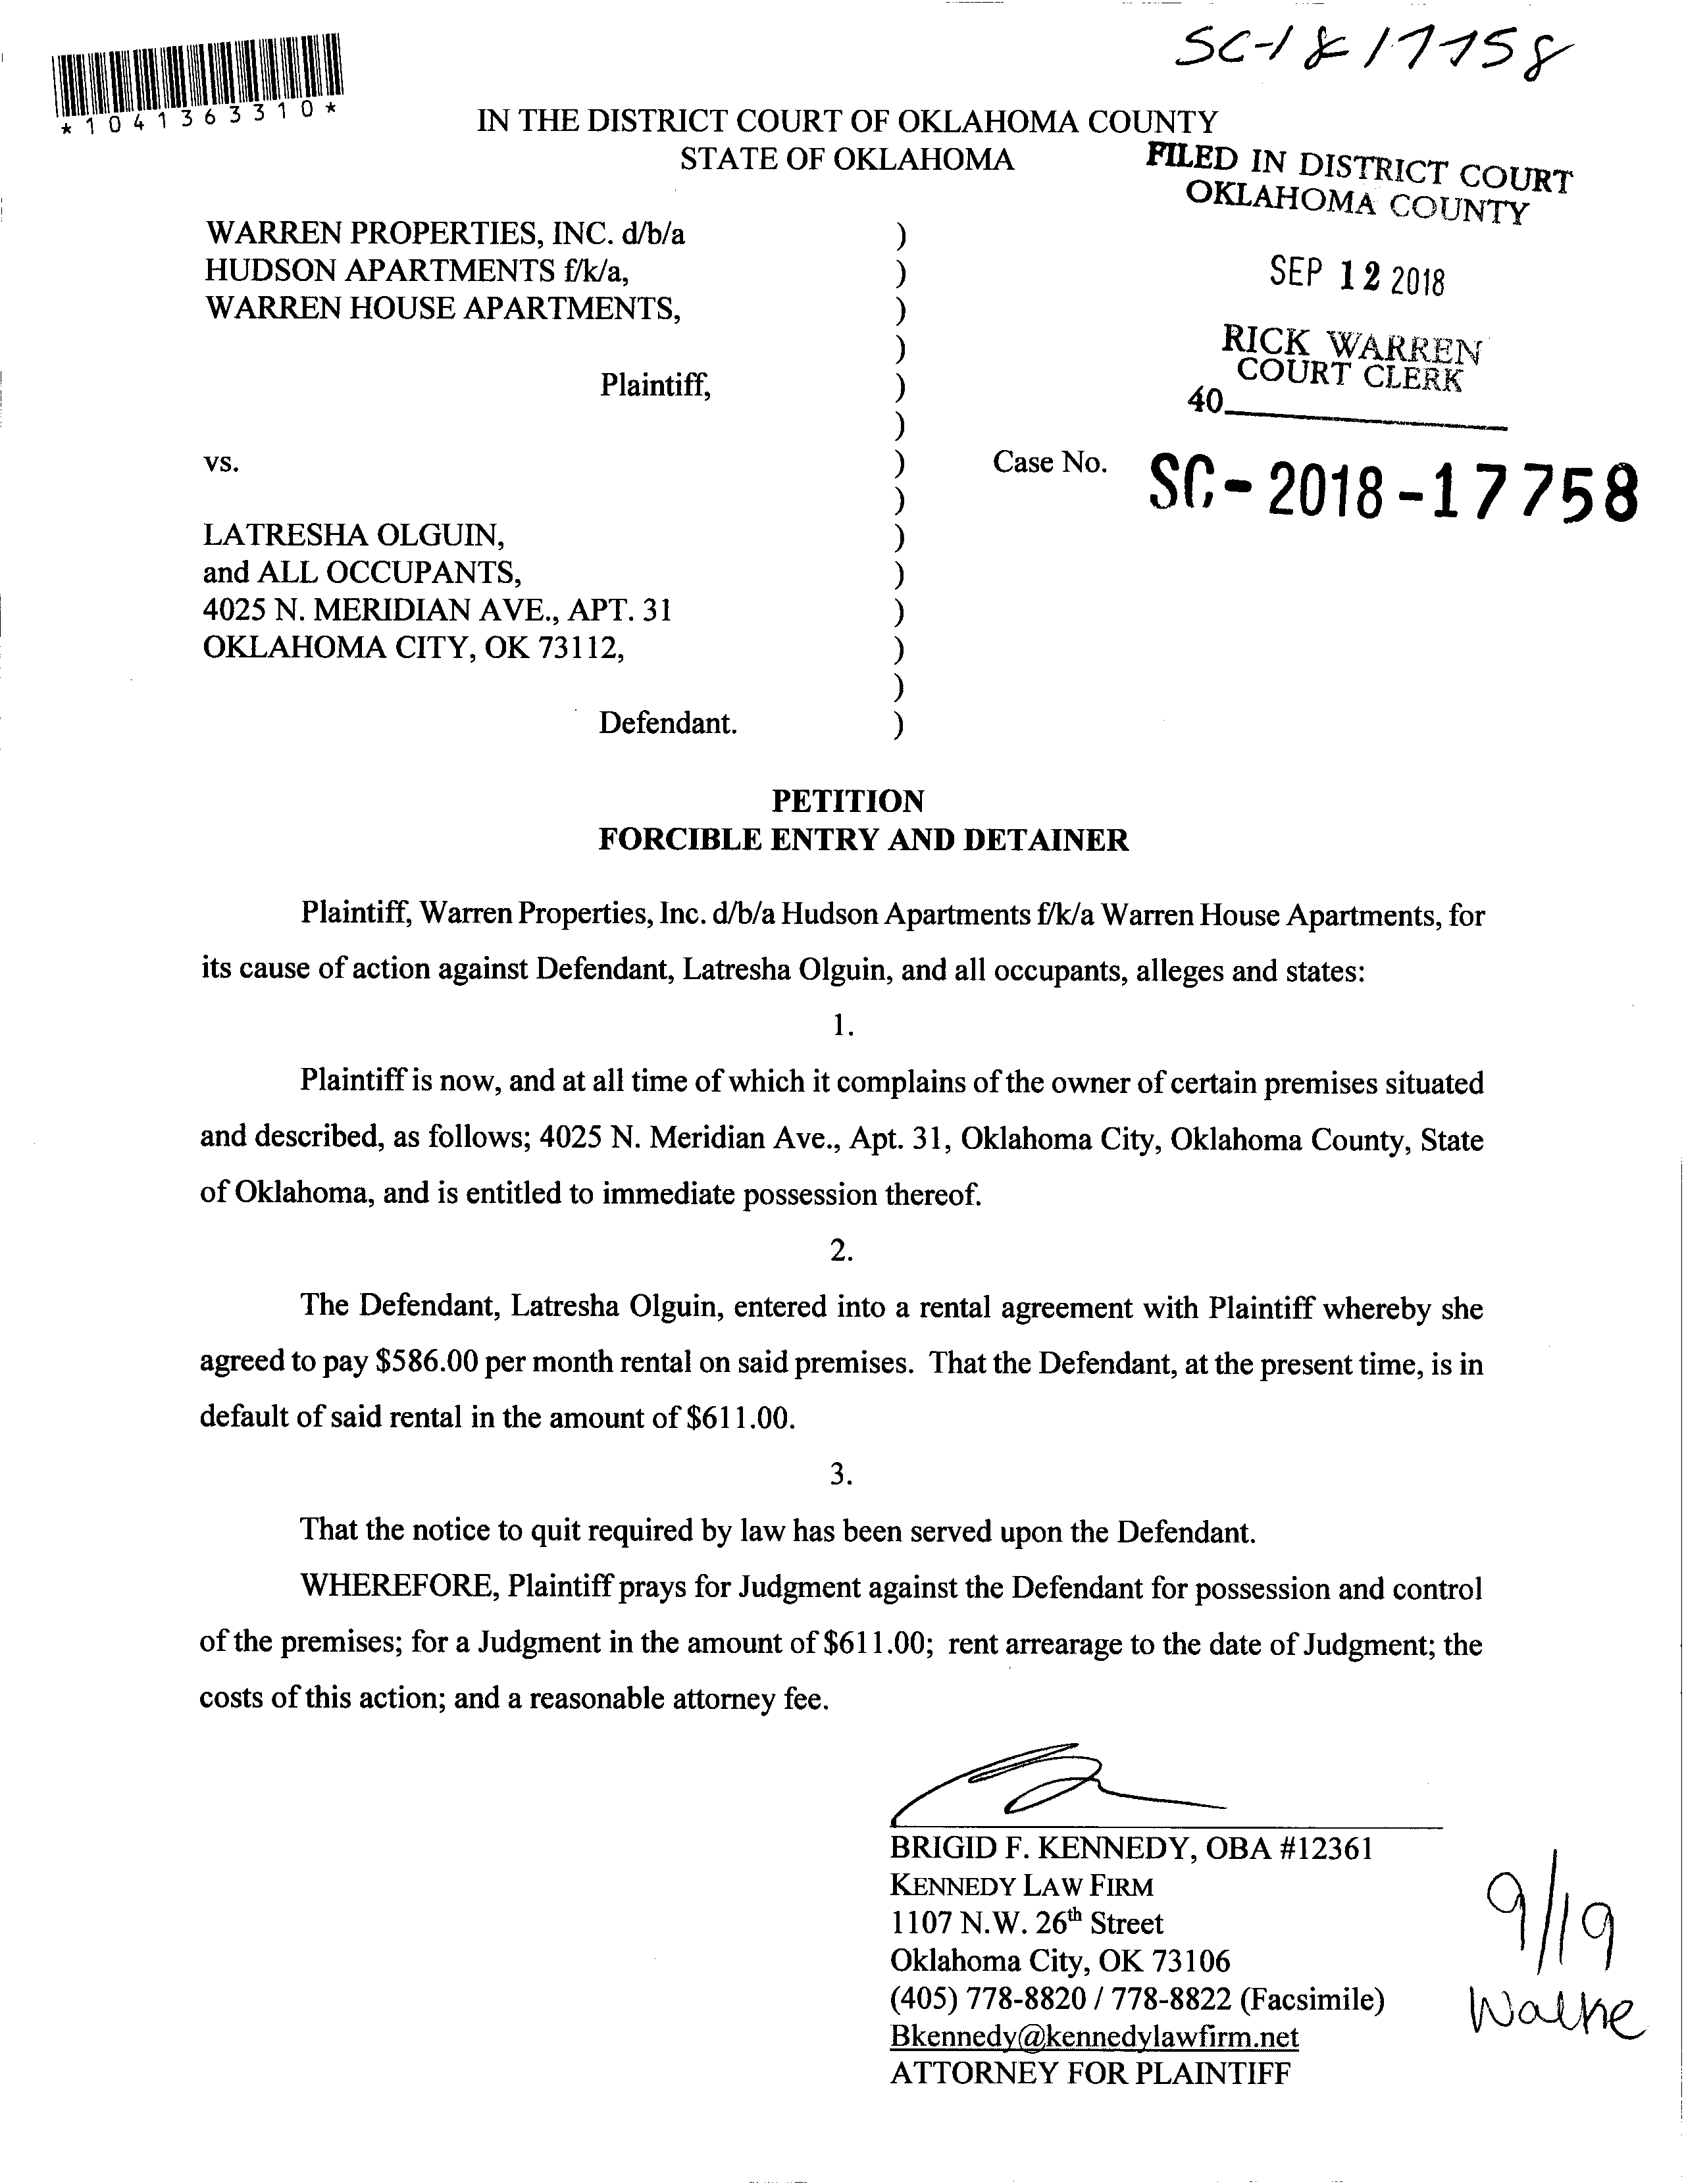 SC-18 17758
*1041363310*
IN THE DISTRICT COURT OF OKLAHOMA COUNTY
STATE OF OKLAHOMA
FILED IN DISTRICT COURT
OKLAHOMA COUNTY
SEP 12 2018
RICK WARREN
COURT CLERK
40
WARREN PROPERTIES, INC. d/b/a )
HUDSON APARTMENTS f/k/a, )
WARREN HOUSE APARTMENTS, )
)
Plaintiff, )
)
vs. ) Case No. SC-2018-17758
)
LATRESHA OLGUIN, )
and ALL OCCUPANTS, )
4025 N. MERIDIAN AVE., APT. 31 )
OKLAHOMA CITY, OK 73112, )
)
Defendant. )
PETITION
FORCIBLE ENTRY AND DETAINER
Plaintiff, Warren Properties, Inc. d/b/a Hudson Apartments f/k/a Warren House Apartments, for
its cause of action against Defendant, Latresha Olguin, and all occupants, alleges and states:
1.
Plaintiff is now, and at all time of which it complains of the owner of certain premises situated
and described, as follows; 4025 N. Meridian Ave., Apt. 31, Oklahoma City, Oklahoma County, State
of Oklahoma, and is entitled to immediate possession thereof.
2.
The Defendant, Latresha Olguin, entered into a rental agreement with Plaintiff whereby she
agreed to pay $586.00 per month rental on said premises. That the Defendant, at the present time, is in
default of said rental in the amount of $611.00.
3.
That the notice to quit required by law has been served upon the Defendant.
WHEREFORE, Plaintiff prays for Judgment against the Defendant for possession and control
of the premises; for a Judgment in the amount of $611.00; rent arrearage to the date of Judgment; the
costs of this action; and a reasonable attorney fee.
BRIGID F. KENNEDY, OBA #12361
KENNEDY LAW FIRM
1107 N.W. 26th Street
Oklahoma City, OK 73106
(405) 778-8820 / 778-8822 (Facsimile)
Bkennedy@kennedylawfirm.net
ATTORNEY FOR PLAINTIFF
9/19